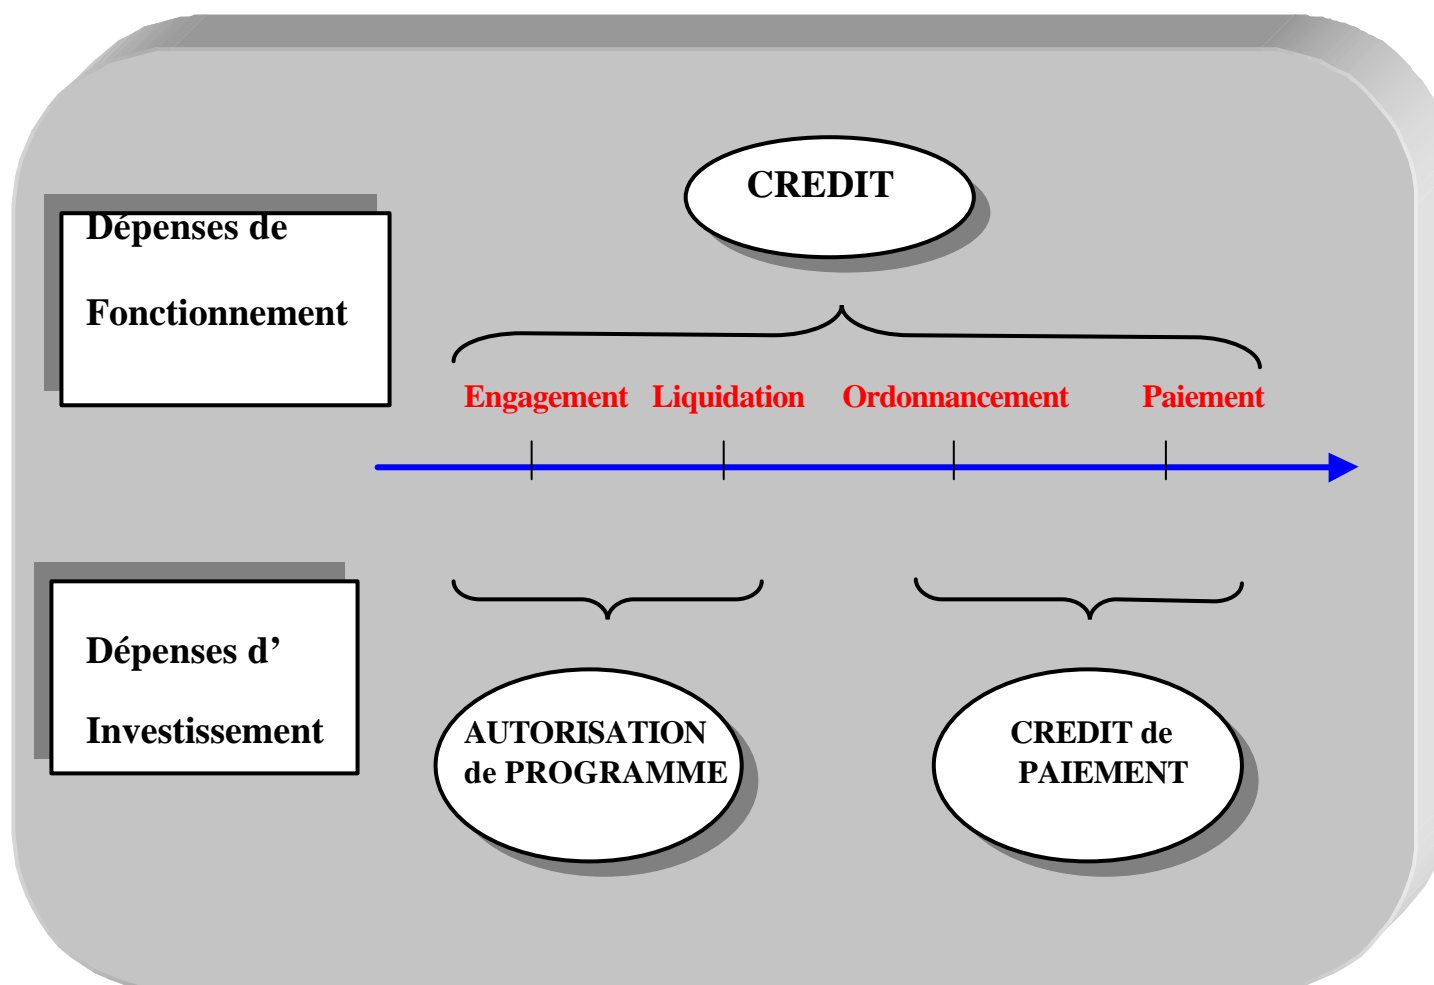 CREDIT
Dépenses de
Fonctionnement
Engagement Liquidation Ordonnancement Paiement
Dépenses d’
Investissement
AUTORISATION
de PROGRAMME
CREDIT de
PAIEMENT